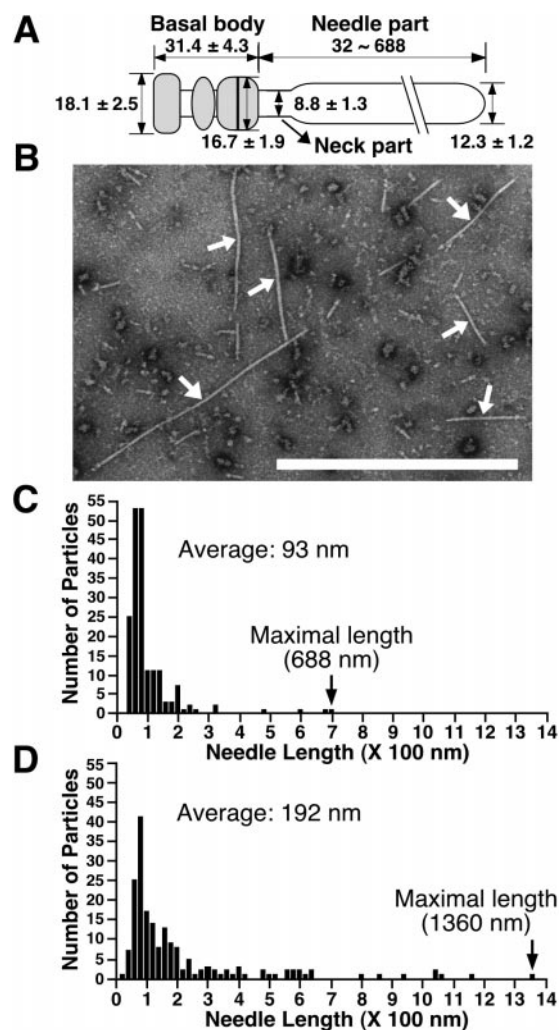 A
Basal body
Needle part
31.4 ± 4.3
32 ~ 688
18.1 ± 2.5
8.8 ± 1.3
16.7 ± 1.9
Neck part
12.3 ± 1.2
B
C
55
50
45
40
35
30
25
20
15
10
5
0
Number of Particles
Average: 93 nm
Maximal length
(688 nm)
0 1 2 3 4 5 6 7 8 9 10 11 12 13 14
Needle Length (X 100 nm)
D
55
50
45
40
35
30
25
20
15
10
5
0
Number of Particles
Average: 192 nm
Maximal length
(1360 nm)
0 1 2 3 4 5 6 7 8 9 10 11 12 13 14
Needle Length (X 100 nm)